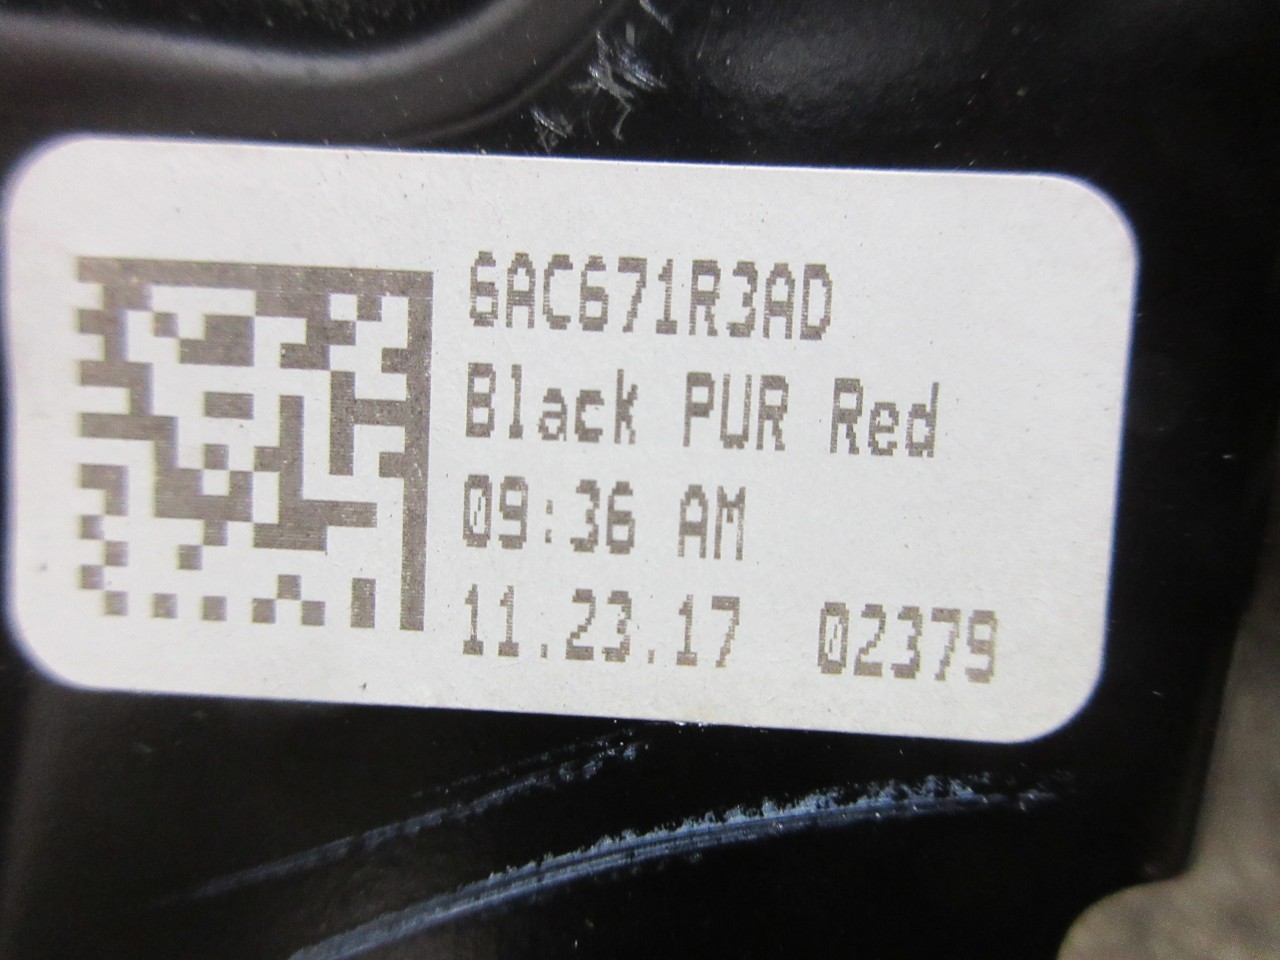 6AC671R3AD
Black PUR Red
09:36 AM
11.23.17 02379